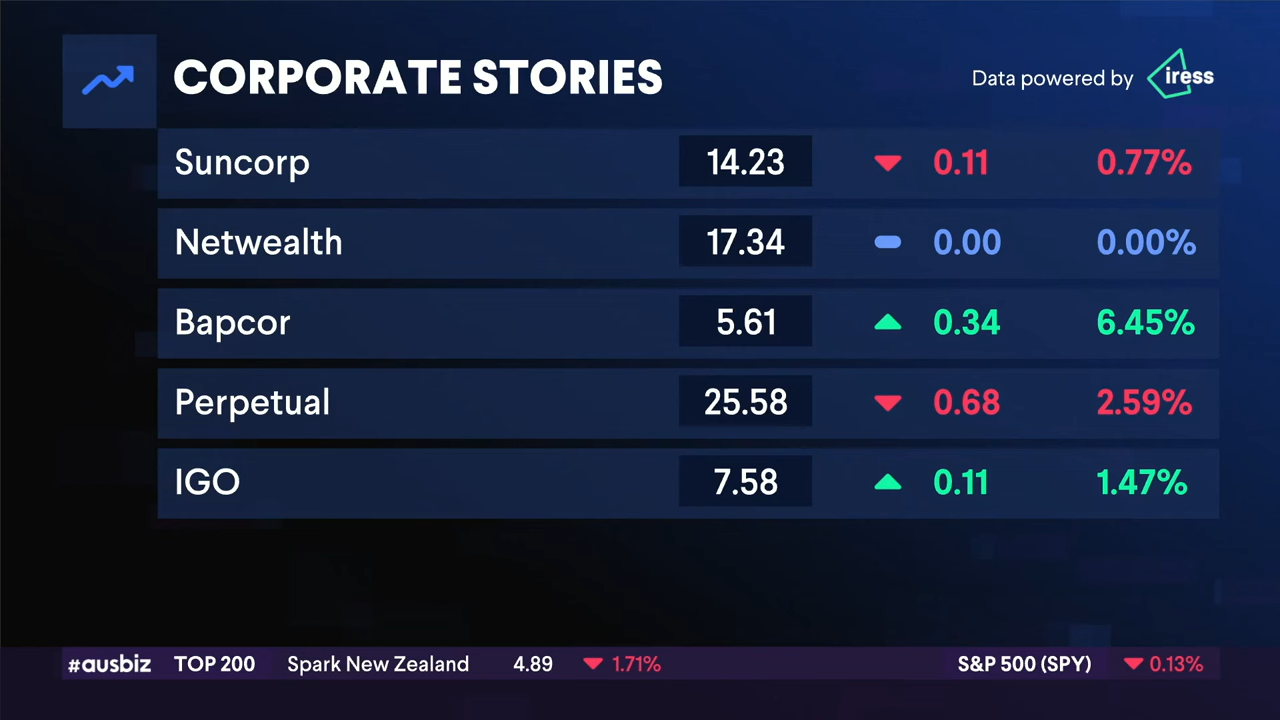 CORPORATE STORIES
Data powered by iress
Suncorp 14.23 0.11 0.77%
Netwealth 17.34 0.00 0.00%
Bapcor 5.61 0.34 6.45%
Perpetual 25.58 0.68 2.59%
IGO 7.58 0.11 1.47%
#ausbiz TOP 200 Spark New Zealand 4.89 1.71% S&P 500 (SPY) 0.13%